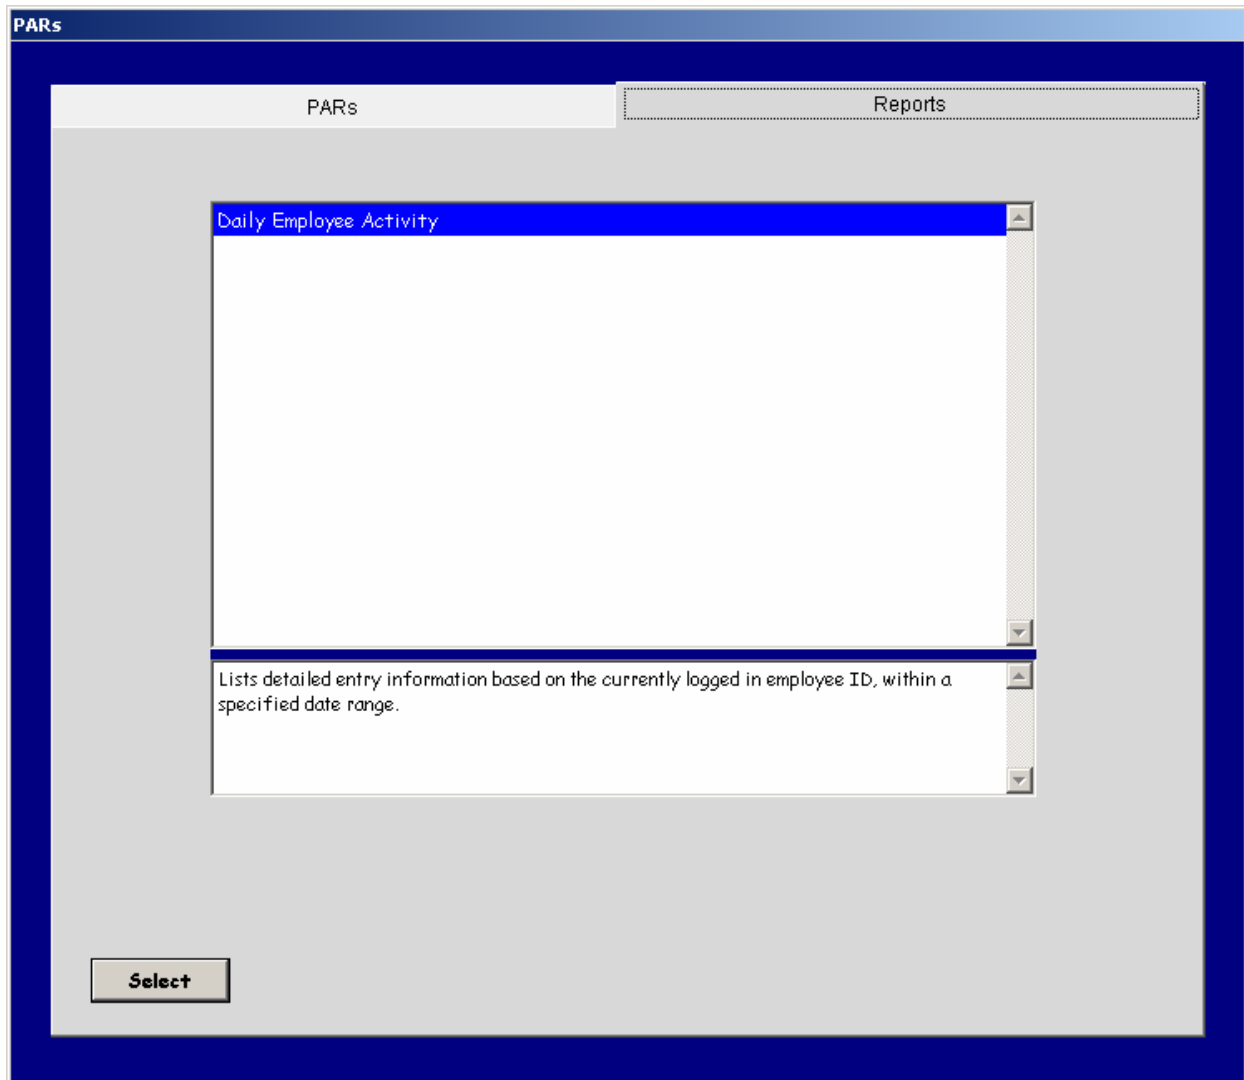 PARs
PARs
Reports
Daily Employee Activity
Lists detailed entry information based on the currently logged in employee ID, within a
specified date range.
Select